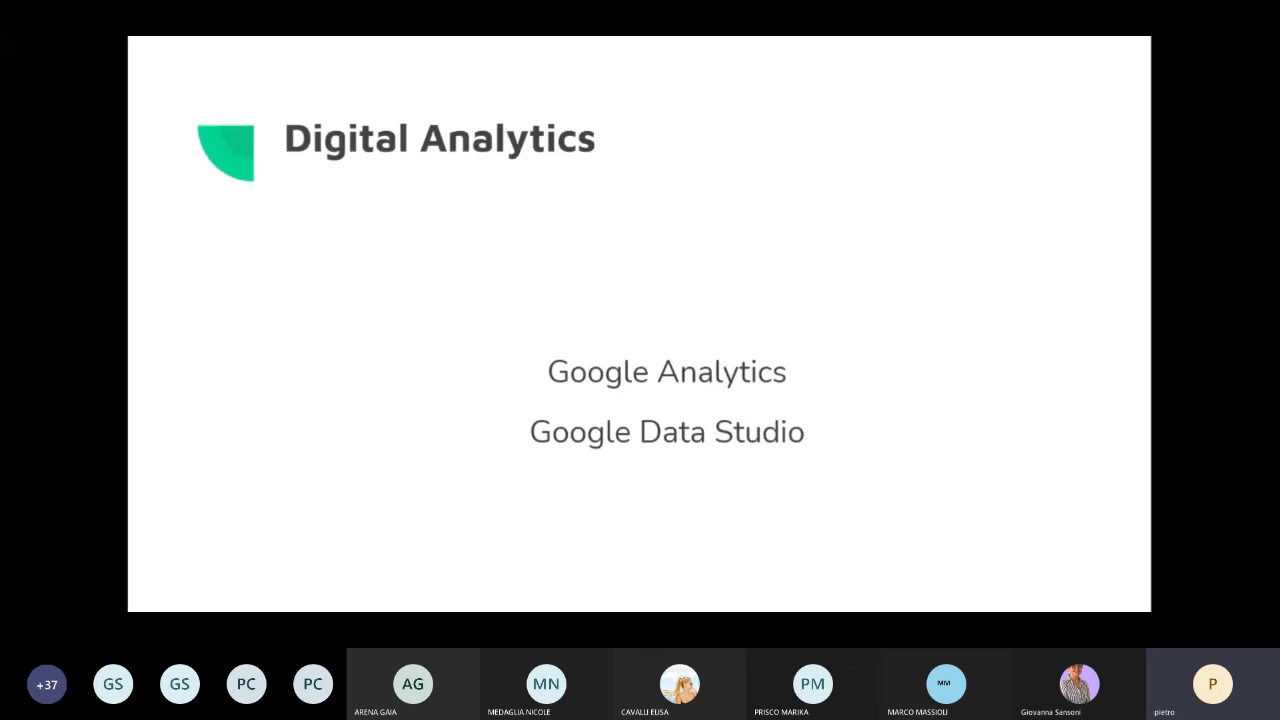 Digital Analytics
Google Analytics
Google Data Studio
+37
GS
GS
PC
PC
AG
MN
PM
MM
P
ARENA GAIA
MEDAGLIA NICOLE
CAVALLI ELISA
PRISCO MARIKA
MARCO MASSIOLI
Giovanna Sansoni
pietro